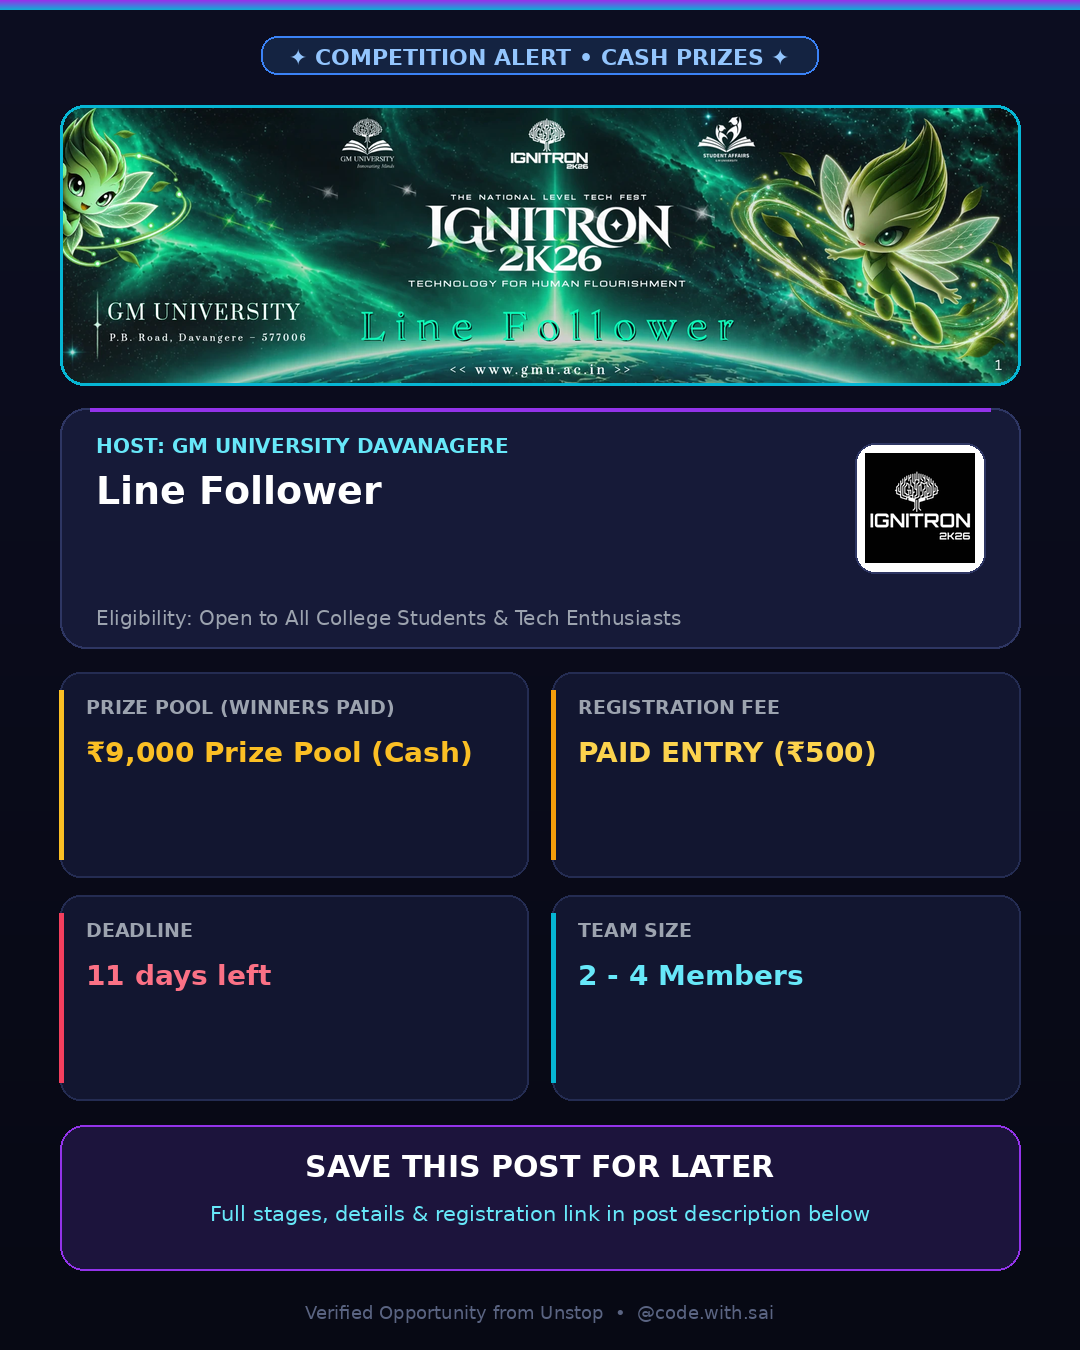 ✦ COMPETITION ALERT • CASH PRIZES ✦
GM UNIVERSITY
Innovating Minds
IGNITRON
2K26
STUDENT AFFAIRS
THE NATIONAL LEVEL TECH FEST
IGNITRON
2K26
TECHNOLOGY FOR HUMAN FLOURISHMENT
GM UNIVERSITY
P.B. Road, Davangere – 577006
Line Follower
<< www.gmu.ac.in >>
1
HOST: GM UNIVERSITY DAVANAGERE
Line Follower
IGNITRON
2K26
Eligibility: Open to All College Students & Tech Enthusiasts
PRIZE POOL (WINNERS PAID)
₹9,000 Prize Pool (Cash)
REGISTRATION FEE
PAID ENTRY (₹500)
DEADLINE
11 days left
TEAM SIZE
2 - 4 Members
SAVE THIS POST FOR LATER
Full stages, details & registration link in post description below
Verified Opportunity from Unstop • @code.with.sai